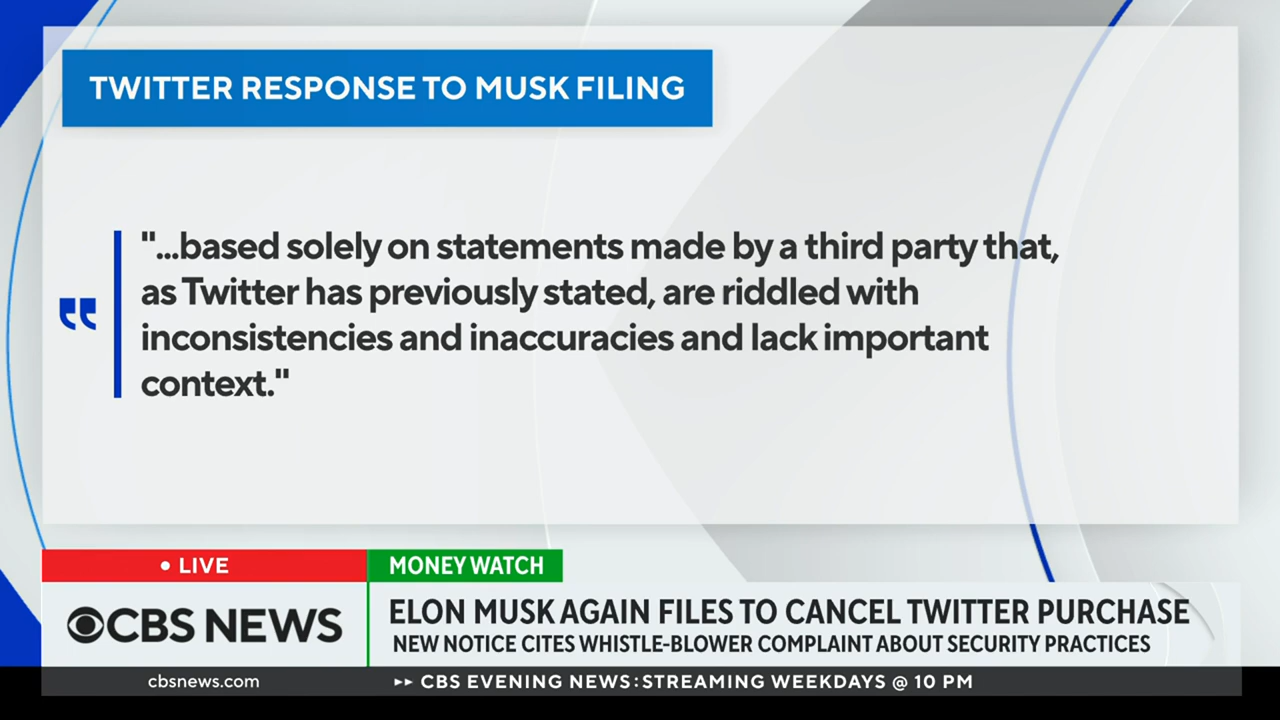 TWITTER RESPONSE TO MUSK FILING
"...based solely on statements made by a third party that,
as Twitter has previously stated, are riddled with
inconsistencies and inaccuracies and lack important
context."
• LIVE
MONEY WATCH
CBS NEWS
ELON MUSK AGAIN FILES TO CANCEL TWITTER PURCHASE
NEW NOTICE CITES WHISTLE-BLOWER COMPLAINT ABOUT SECURITY PRACTICES
cbsnews.com
▸▸ CBS EVENING NEWS: STREAMING WEEKDAYS @ 10 PM